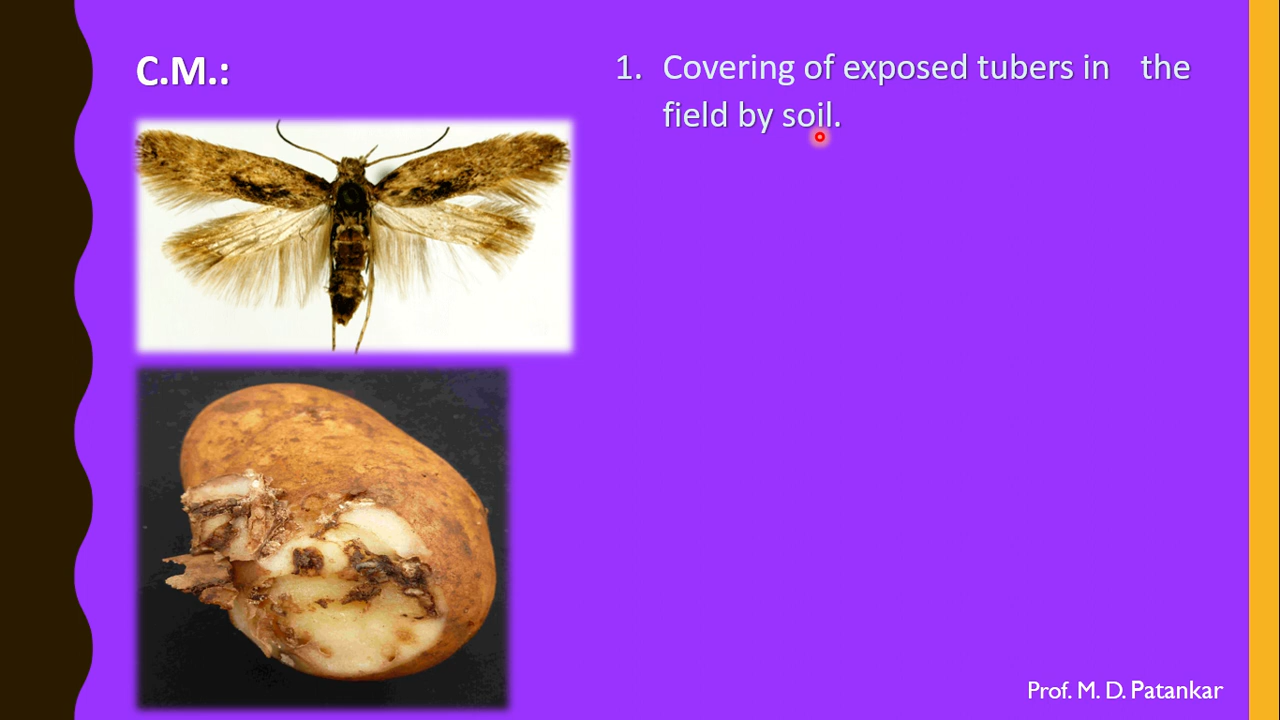 C.M.:
1. Covering of exposed tubers in the
field by soil.
Prof. M. D. Patankar